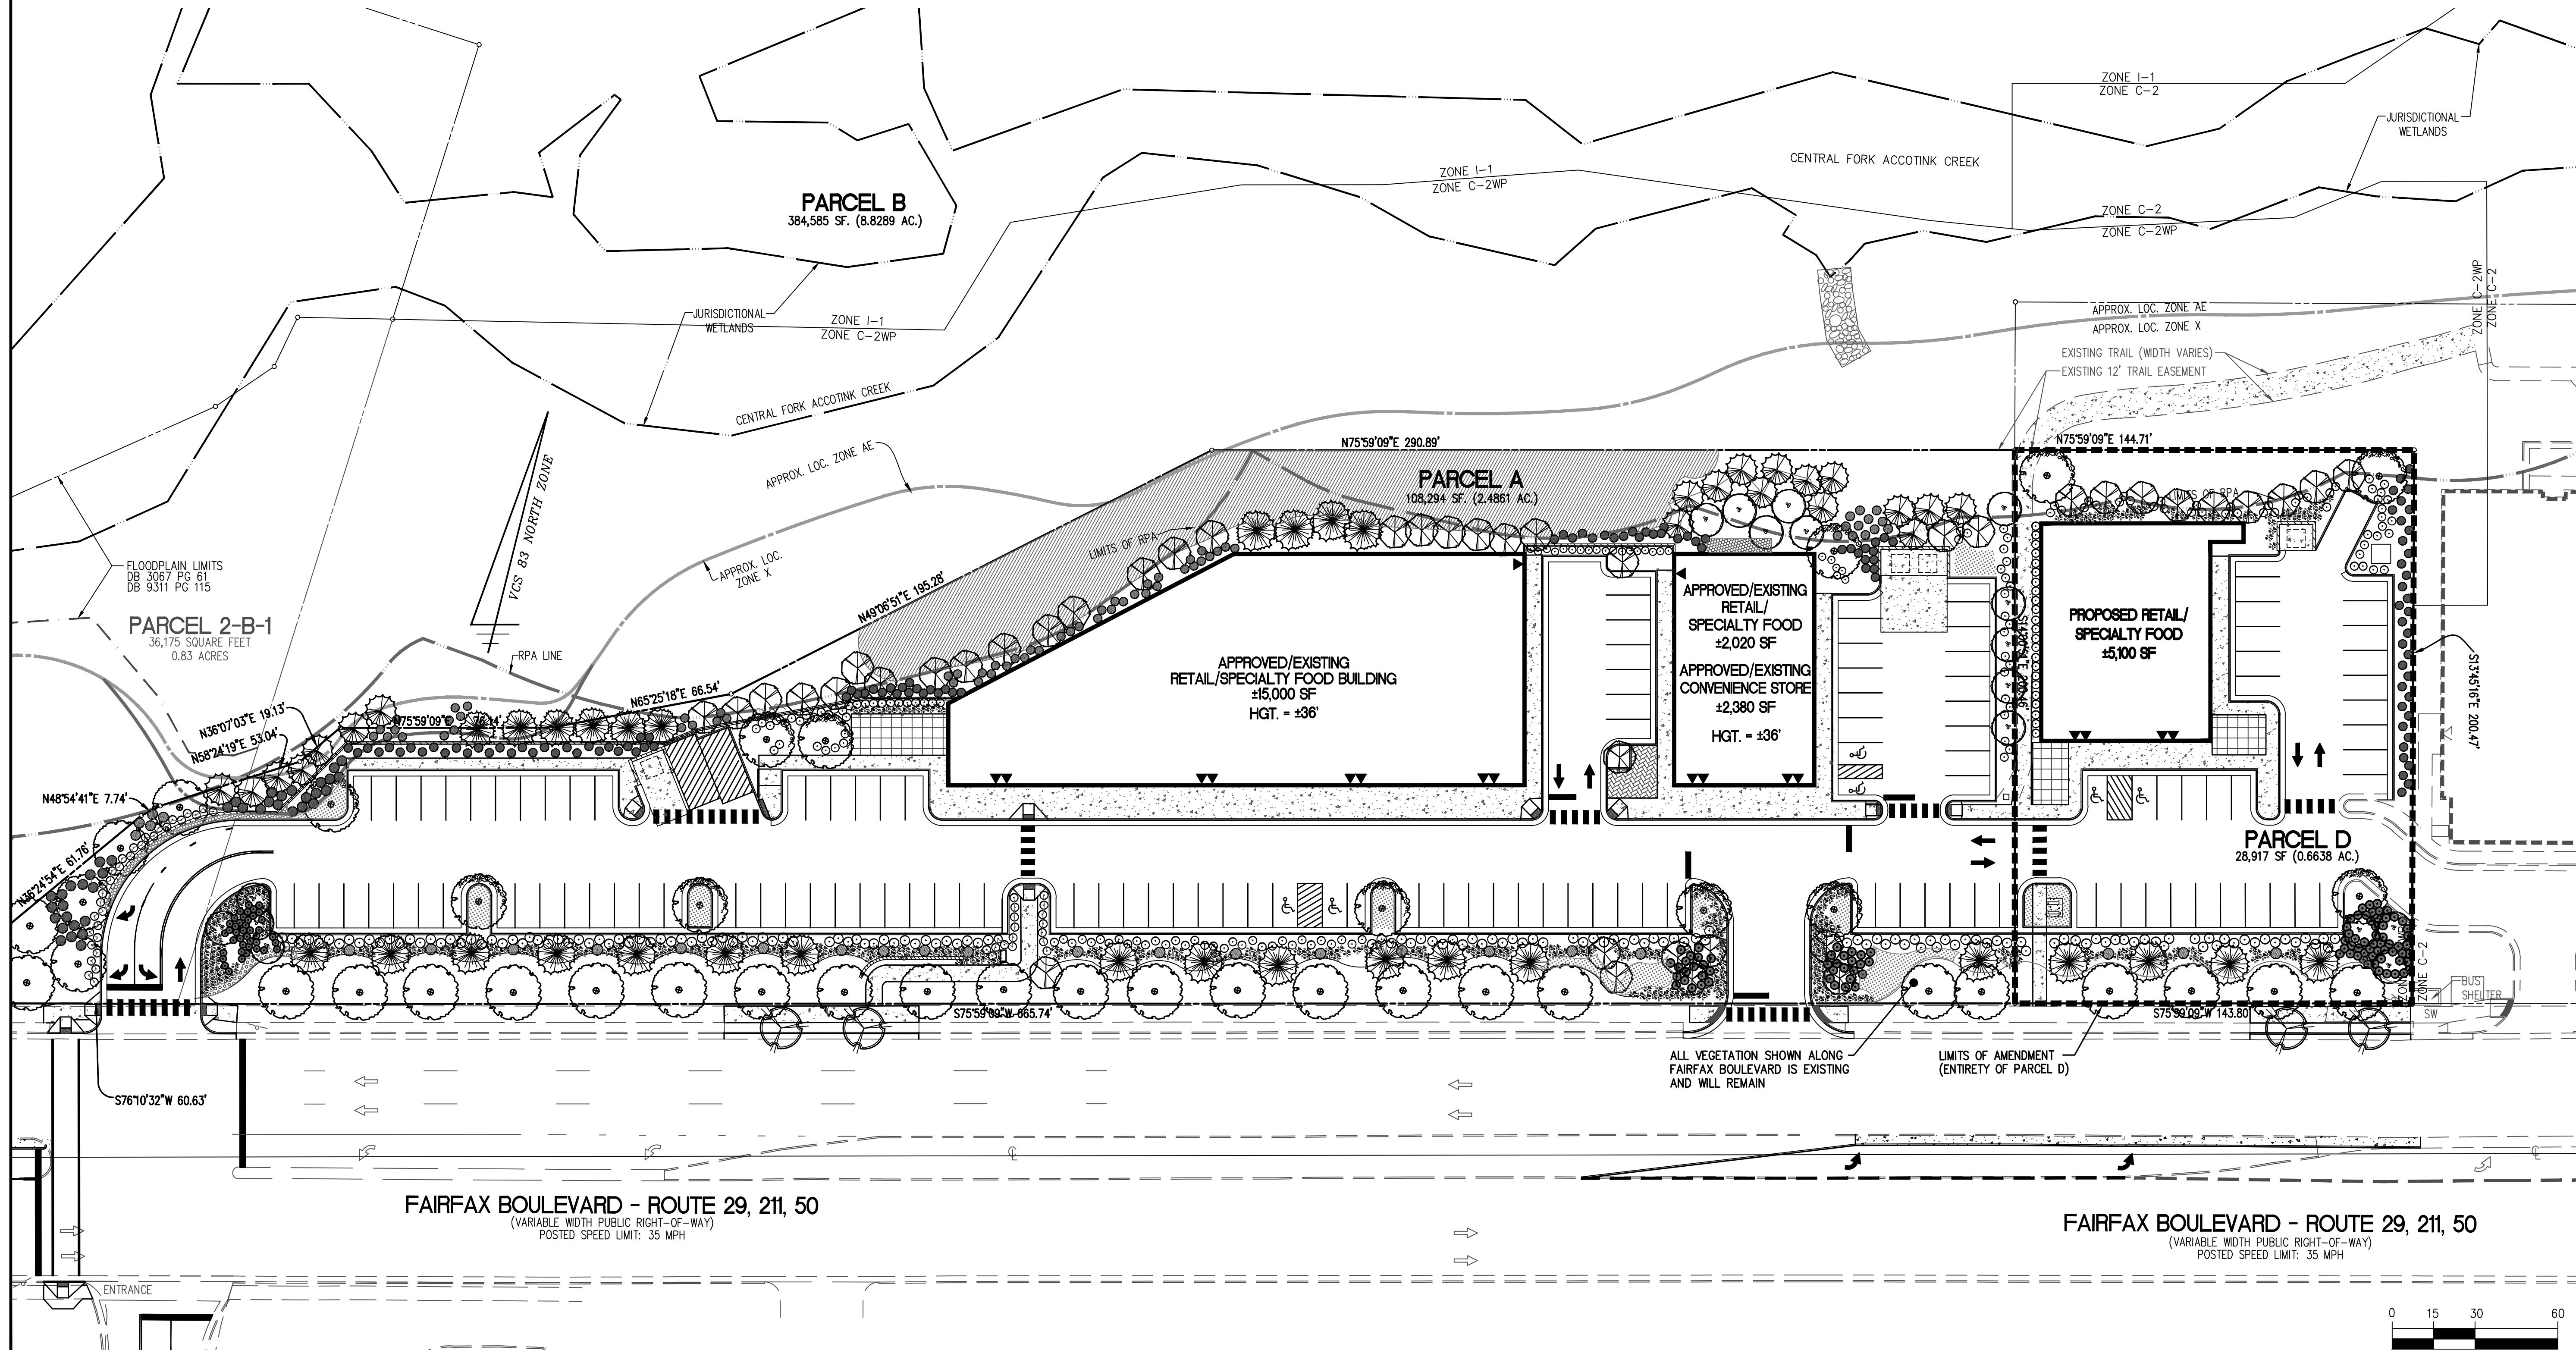 ZONE I-1
ZONE C-2
JURISDICTIONAL
WETLANDS
CENTRAL FORK ACCOTINK CREEK
ZONE I-1
ZONE C-2WP
PARCEL B
384,585 SF. (8.8289 AC.)
ZONE C-2
ZONE C-2WP
ZONE C-2WP
ZONE C-2
JURISDICTIONAL
WETLANDS
ZONE I-1
ZONE C-2WP
APPROX. LOC. ZONE AE
APPROX. LOC. ZONE X
EXISTING TRAIL (WIDTH VARIES)
EXISTING 12' TRAIL EASEMENT
CENTRAL FORK ACCOTINK CREEK
VCS 83 NORTH ZONE
APPROX. LOC. ZONE AE
N75°59'09"E 290.89'
N75°59'09"E 144.71'
PARCEL A
108,294 SF. (2.4861 AC.)
LIMITS OF RPA
LIMITS OF RPA
APPROX. LOC.
ZONE X
FLOODPLAIN LIMITS
DB 3067 PG 61
DB 9311 PG 115
PARCEL 2-B-1
36,175 SQUARE FEET
0.83 ACRES
RPA LINE
N49°06'51"E 195.28'
N65°25'18"E 66.54'
N75°59'09"E
N36°07'03"E 19.13'
N58°24'19"E 53.04'
N48°54'41"E 7.74'
N36°24'54"E 61.76'
APPROVED/EXISTING
RETAIL/SPECIALTY FOOD BUILDING
±15,000 SF
HGT. = ±36'
APPROVED/EXISTING
RETAIL/
SPECIALTY FOOD
±2,020 SF
APPROVED/EXISTING
CONVENIENCE STORE
±2,380 SF
HGT. = ±36'
PROPOSED RETAIL/
SPECIALTY FOOD
±5,100 SF
S13°45'16"E 200.47'
PARCEL D
28,917 SF (0.6638 AC.)
ZONE C-2
BUS
SHELTER
SW
S75°59'09"W 665.74'
S75°59'09"W 143.80'
ALL VEGETATION SHOWN ALONG
FAIRFAX BOULEVARD IS EXISTING
AND WILL REMAIN
LIMITS OF AMENDMENT
(ENTIRETY OF PARCEL D)
S76°10'32"W 60.63'
FAIRFAX BOULEVARD - ROUTE 29, 211, 50
(VARIABLE WIDTH PUBLIC RIGHT-OF-WAY)
POSTED SPEED LIMIT: 35 MPH
FAIRFAX BOULEVARD - ROUTE 29, 211, 50
(VARIABLE WIDTH PUBLIC RIGHT-OF-WAY)
POSTED SPEED LIMIT: 35 MPH
ENTRANCE
0 15 30 60